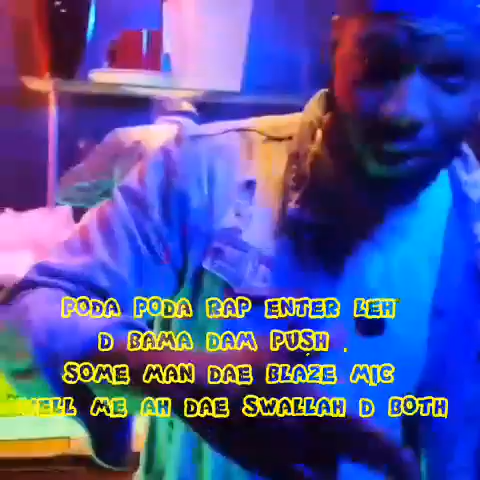 PODA PODA RAP ENTER LEH
D BAMA DAM PUSH .
SOME MAN DAE BLAZE MIC
WELL ME AH DAE SWALLAH D BOTH